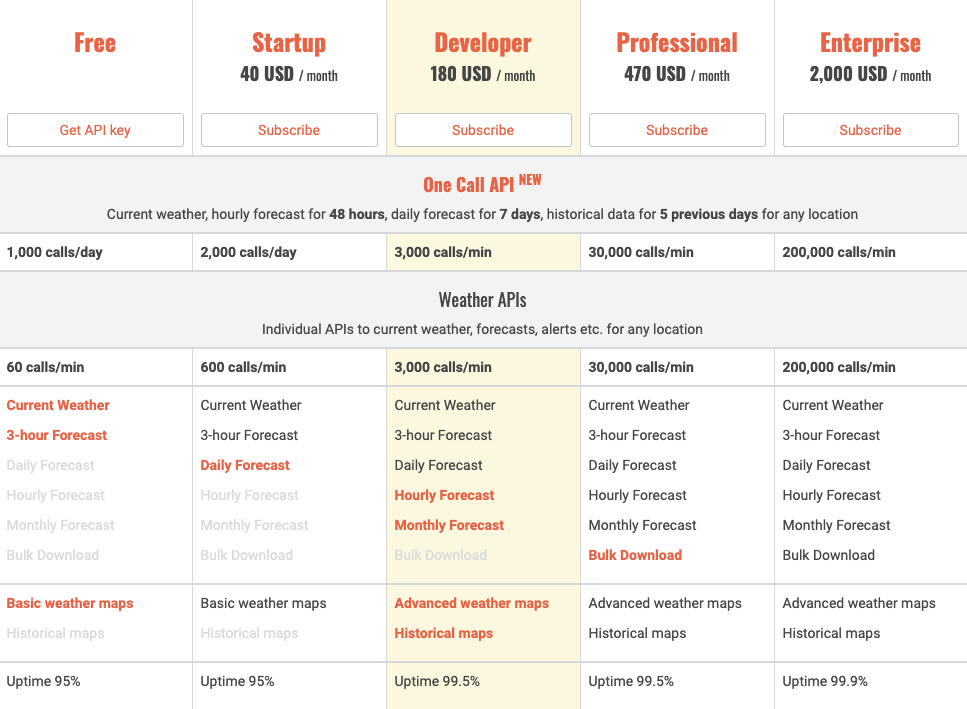 Free Startup Developer Professional Enterprise
40 USD / month 180 USD / month 470 USD / month 2,000 USD / month
Get API key Subscribe Subscribe Subscribe Subscribe
One Call API NEW
Current weather, hourly forecast for 48 hours, daily forecast for 7 days, historical data for 5 previous days for any location
1,000 calls/day 2,000 calls/day 3,000 calls/min 30,000 calls/min 200,000 calls/min
Weather APIs
Individual APIs to current weather, forecasts, alerts etc. for any location
60 calls/min 600 calls/min 3,000 calls/min 30,000 calls/min 200,000 calls/min
Current Weather Current Weather Current Weather Current Weather Current Weather
3-hour Forecast 3-hour Forecast 3-hour Forecast 3-hour Forecast 3-hour Forecast
Daily Forecast Daily Forecast Daily Forecast Daily Forecast Daily Forecast
Hourly Forecast Hourly Forecast Hourly Forecast Hourly Forecast Hourly Forecast
Monthly Forecast Monthly Forecast Monthly Forecast Monthly Forecast Monthly Forecast
Bulk Download Bulk Download Bulk Download Bulk Download Bulk Download
Basic weather maps Basic weather maps Advanced weather maps Advanced weather maps Advanced weather maps
Historical maps Historical maps Historical maps Historical maps Historical maps
Uptime 95% Uptime 95% Uptime 99.5% Uptime 99.5% Uptime 99.9%